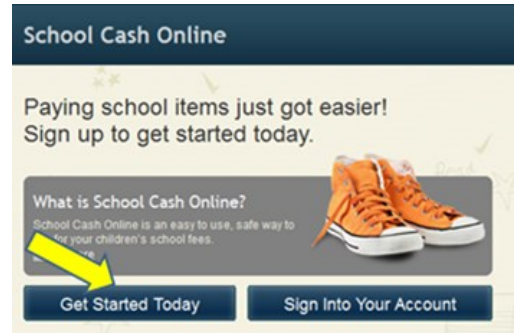 School Cash Online
Paying school items just got easier!
Sign up to get started today.
What is School Cash Online?
School Cash Online is an easy to use, safe way to
for your children's school fees.
Get Started Today
Sign Into Your Account